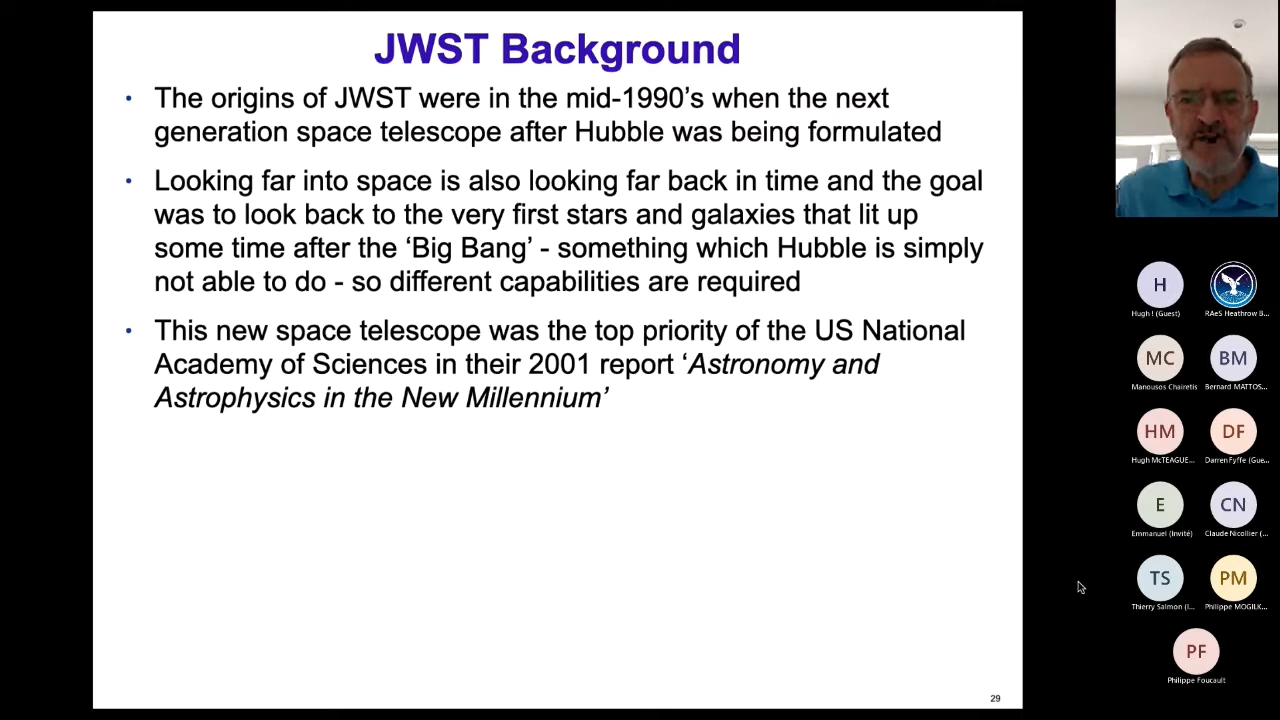 JWST Background
• The origins of JWST were in the mid-1990’s when the next
generation space telescope after Hubble was being formulated
• Looking far into space is also looking far back in time and the goal
was to look back to the very first stars and galaxies that lit up
some time after the ‘Big Bang’ - something which Hubble is simply
not able to do - so different capabilities are required
• This new space telescope was the top priority of the US National
Academy of Sciences in their 2001 report ‘Astronomy and
Astrophysics in the New Millennium’
29
H
Hugh ! (Guest)
RAeS Heathrow B...
MC
Manousos Chairetis
BM
Bernard MATTOS...
HM
Hugh McTEAGUE...
DF
Darren Fyffe (Gue...
E
Emmanuel (Invité)
CN
Claude Nicollier (...
TS
Thierry Salmon (I...
PM
Philippe MOGILK...
PF
Philippe Foucault